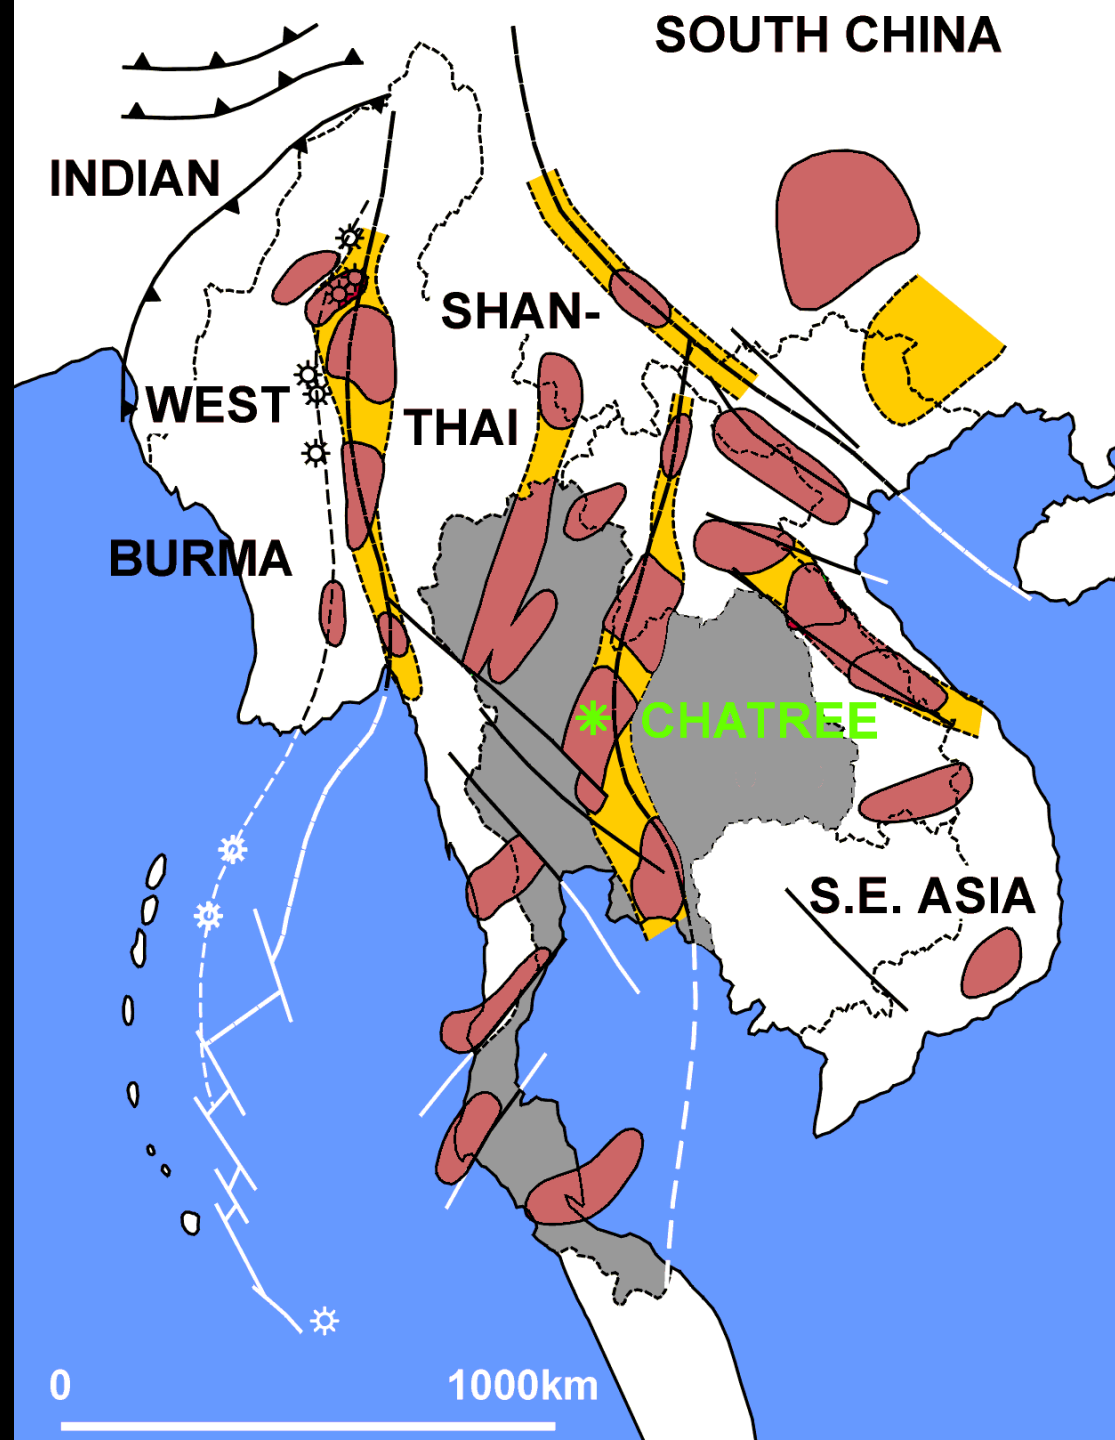 SOUTH CHINA
INDIAN
SHAN-
WEST
THAI
BURMA
CHATREE
S.E. ASIA
0 1000km